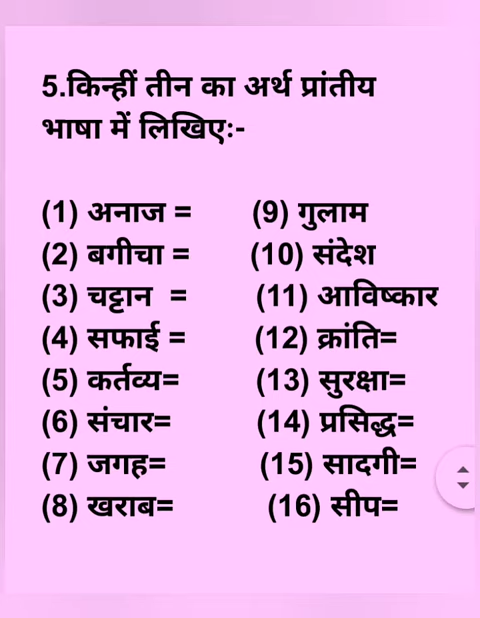 5.किन्हीं तीन का अर्थ प्रांतीय
भाषा में लिखिएः-
(1) अनाज = (9) गुलाम
(2) बगीचा = (10) संदेश
(3) चट्टान = (11) आविष्कार
(4) सफाई = (12) क्रांति=
(5) कर्तव्य= (13) सुरक्षा=
(6) संचार= (14) प्रसिद्ध=
(7) जगह= (15) सादगी=
(8) खराब= (16) सीप=